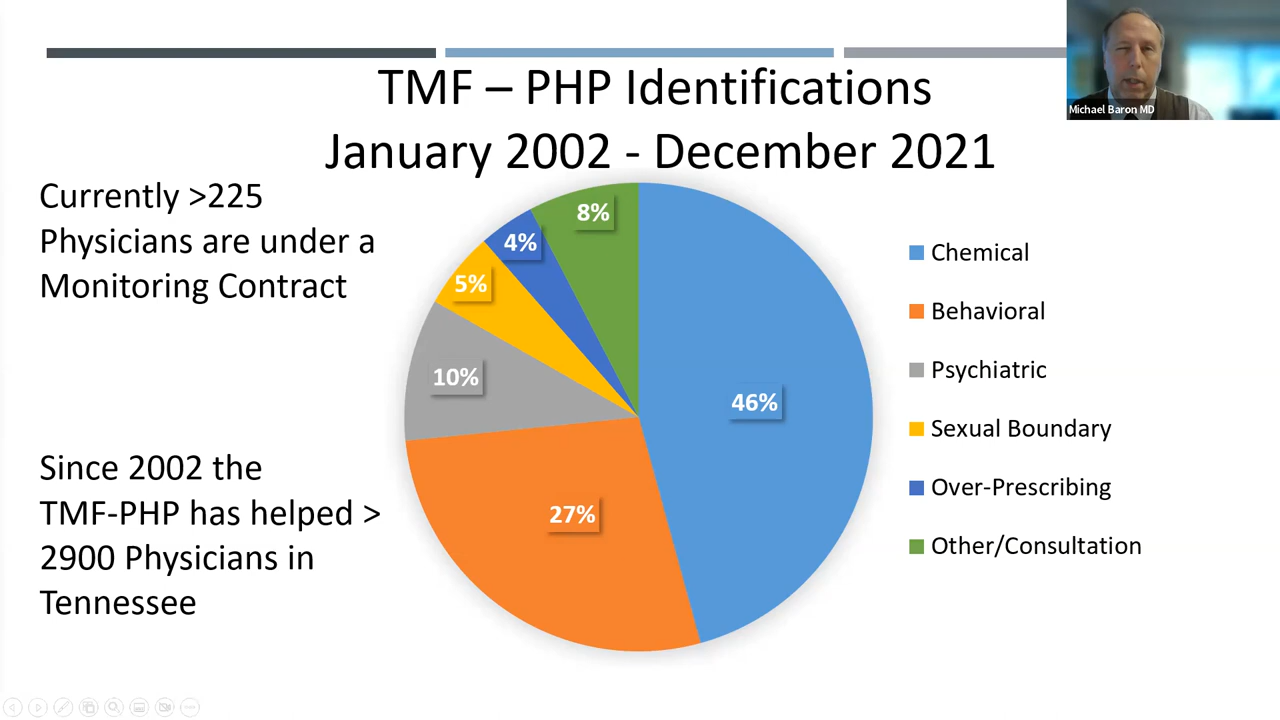 TMF – PHP Identifications
January 2002 - December 2021
Michael Baron MD
Currently >225
Physicians are under a
Monitoring Contract
Since 2002 the
TMF-PHP has helped >
2900 Physicians in
Tennessee
8%
4%
5%
10%
46%
27%
Chemical
Behavioral
Psychiatric
Sexual Boundary
Over-Prescribing
Other/Consultation